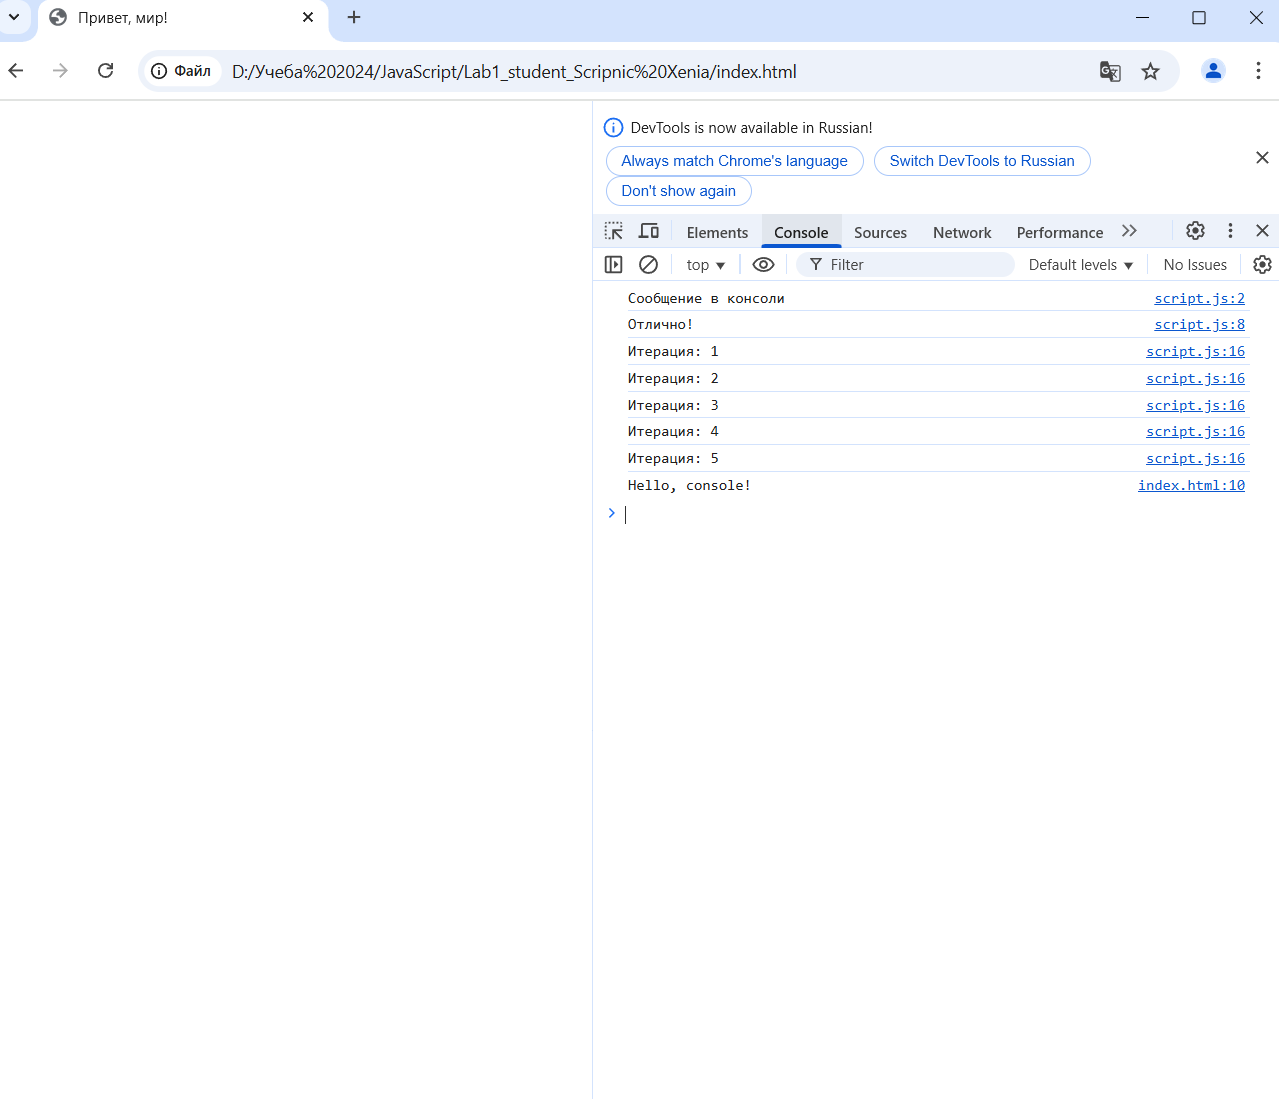 Привет, мир!
Файл D:/Учеба%202024/JavaScript/Lab1_student_Scripnic%20Xenia/index.html
DevTools is now available in Russian!
Always match Chrome's language Switch DevTools to Russian
Don't show again
Elements Console Sources Network Performance
top Filter Default levels No Issues
Сообщение в консоли script.js:2
Отлично! script.js:8
Итерация: 1 script.js:16
Итерация: 2 script.js:16
Итерация: 3 script.js:16
Итерация: 4 script.js:16
Итерация: 5 script.js:16
Hello, console! index.html:10